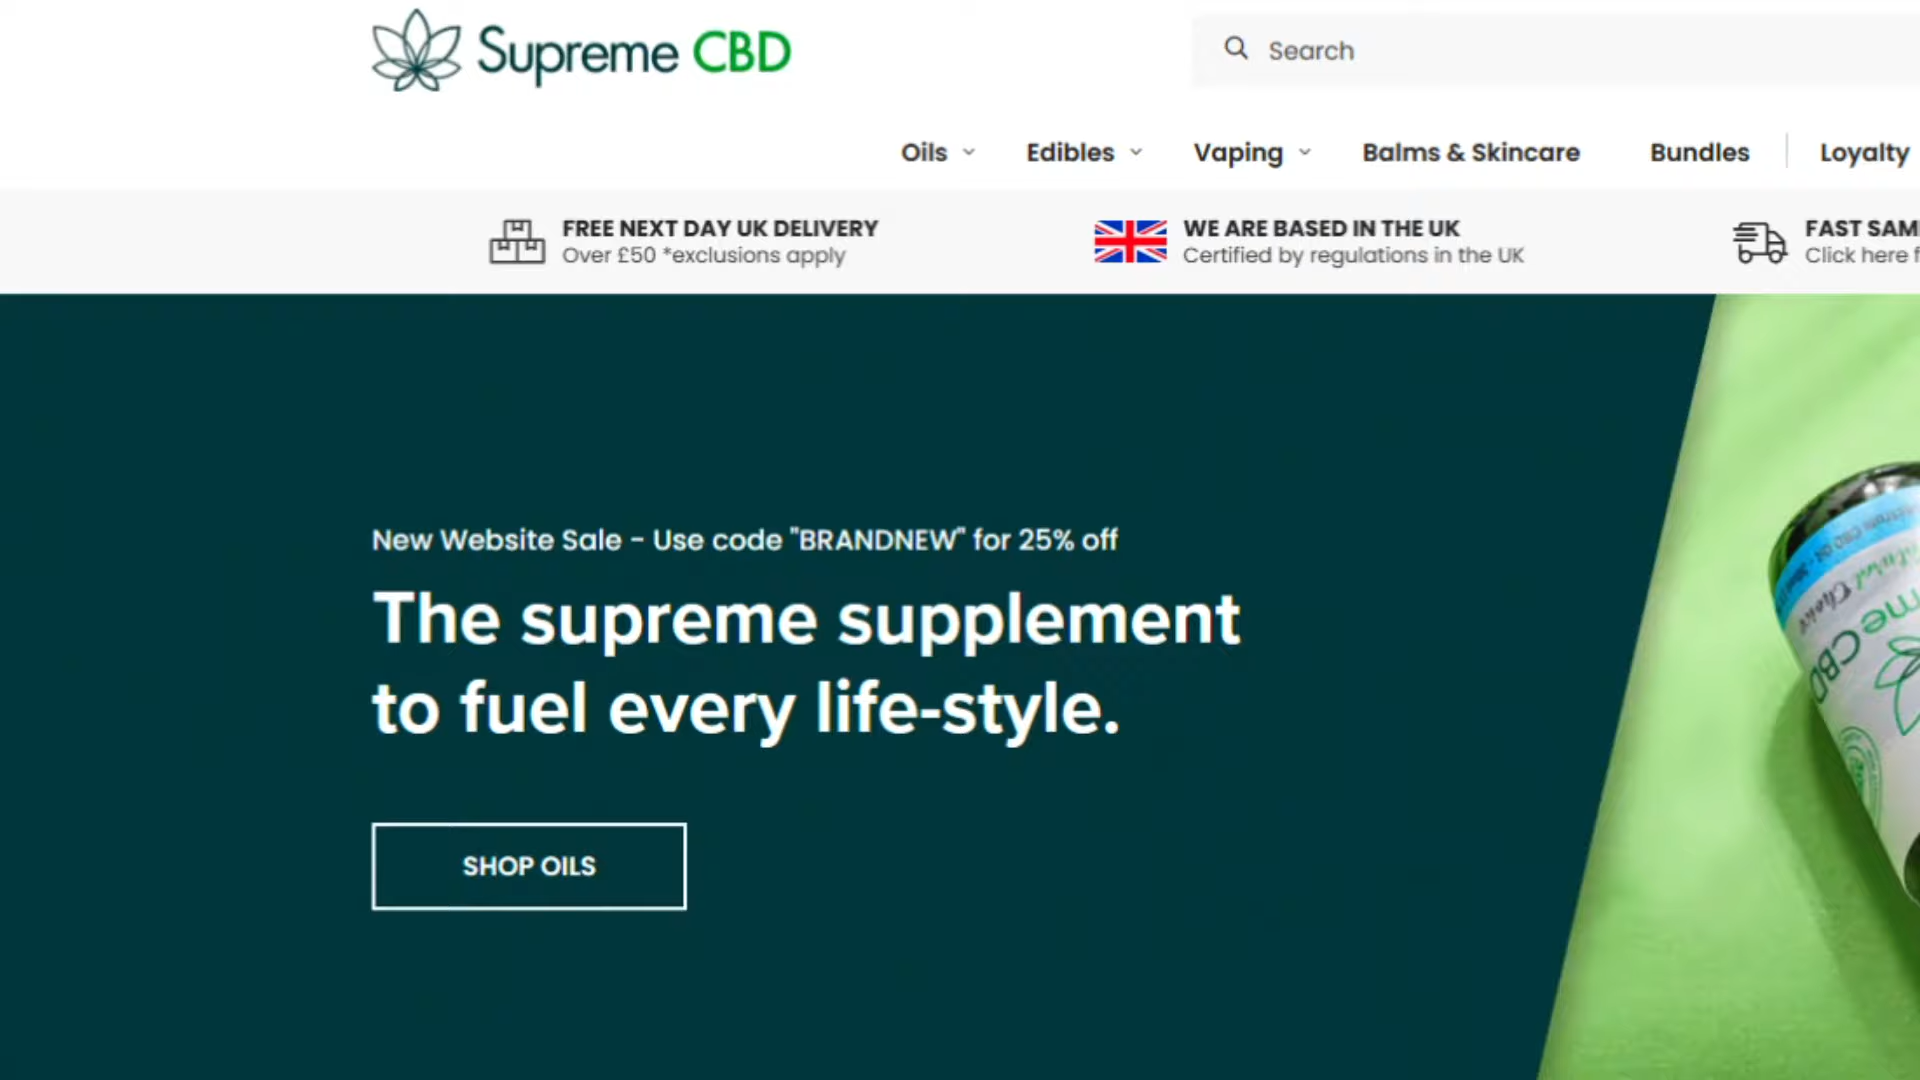 Supreme CBD
Search
Oils
Edibles
Vaping
Balms & Skincare
Bundles
Loyalty
FREE NEXT DAY UK DELIVERY
Over £50 *exclusions apply
WE ARE BASED IN THE UK
Certified by regulations in the UK
FAST SAM
Click here f
New Website Sale - Use code "BRANDNEW" for 25% off
The supreme supplement
to fuel every life-style.
SHOP OILS
me CBD